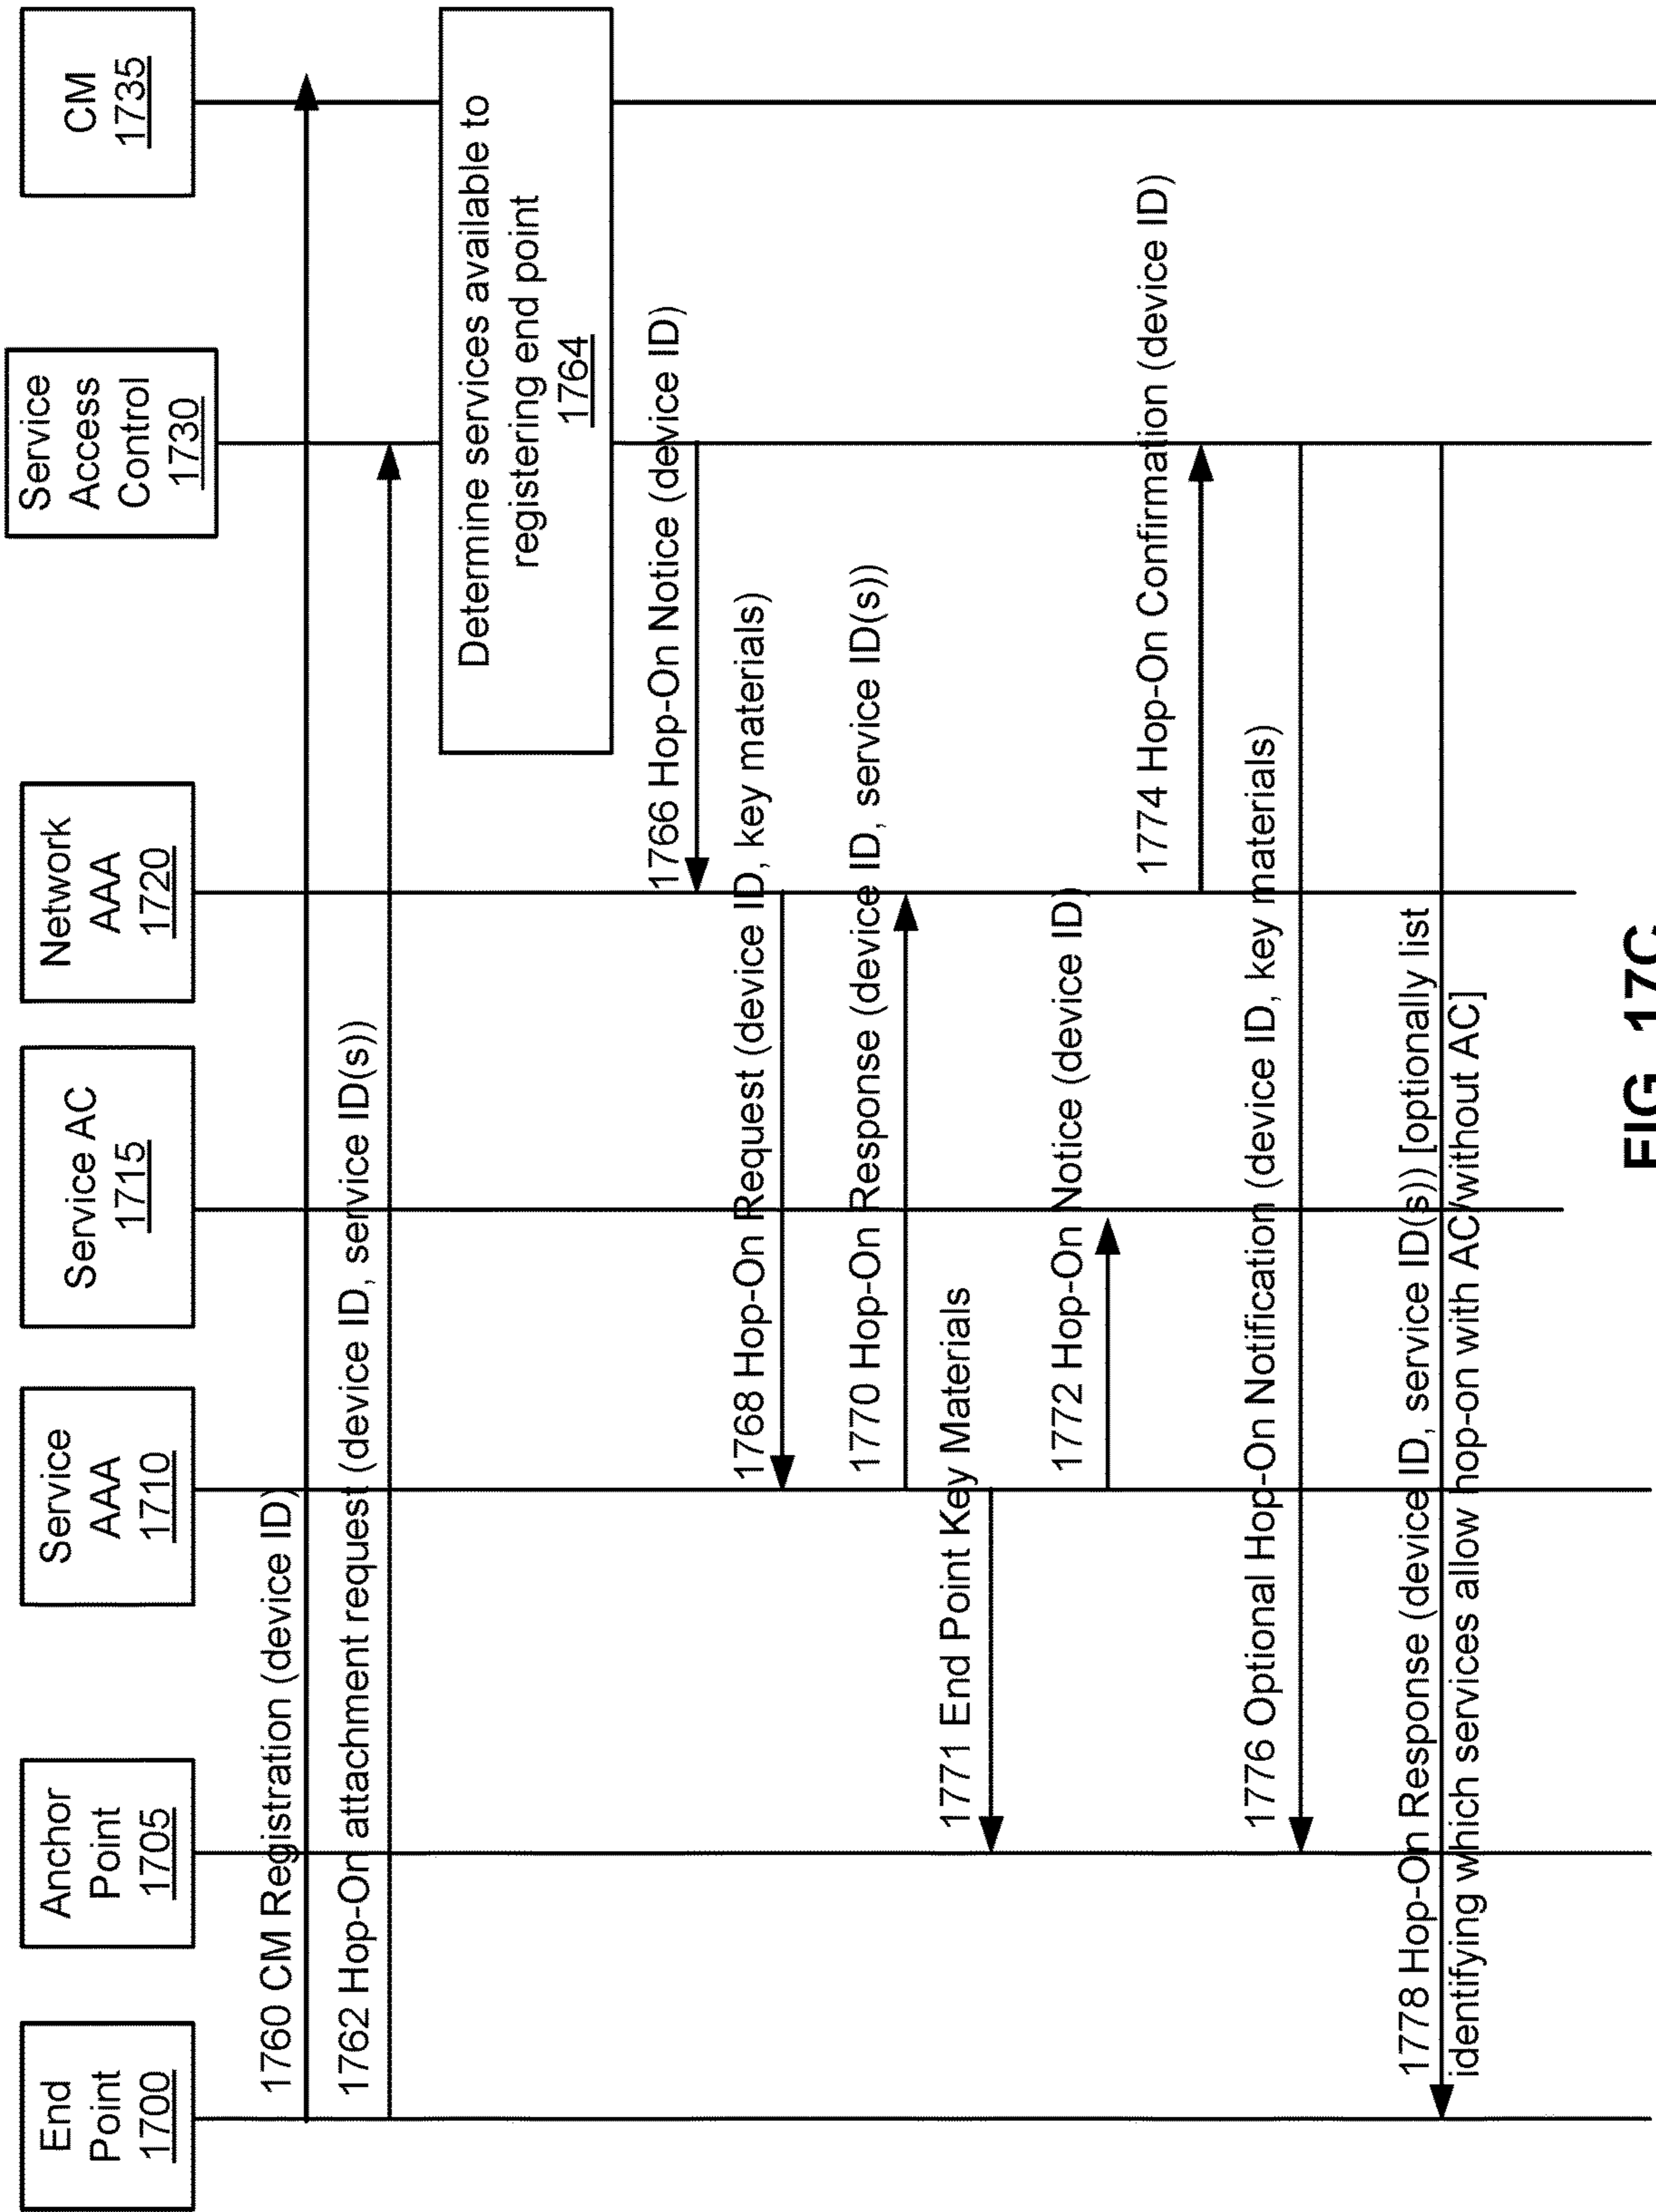 End
Point
1700
Anchor
Point
1705
Service
AAA
1710
Service AC
1715
Network
AAA
1720
Service
Access
Control
1730
CM
1735
1760 CM Registration (device ID)
1762 Hop-On attachment request (device ID, service ID(s))
Determine services available to
registering end point
1764
1766 Hop-On Notice (device ID)
1768 Hop-On Request (device ID, key materials)
1770 Hop-On Response (device ID, service ID(s))
1771 End Point Key Materials
1772 Hop-On Notice (device ID)
1774 Hop-On Confirmation (device ID)
1776 Optional Hop-On Notification (device ID, key materials)
1778 Hop-On Response (device ID, service ID(s)) [optionally list
identifying which services allow hop-on with AC/without AC]
FIG. 17C